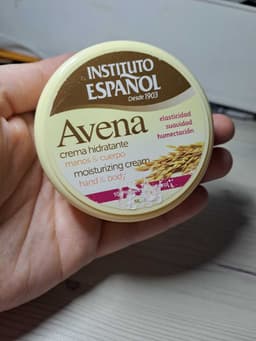 INSTITUTO
ESPAÑOL
Desde 1903
Avena
elasticidad
suavidad
humectación
crema hidratante
manos & cuerpo
moisturizing cream
hand & body